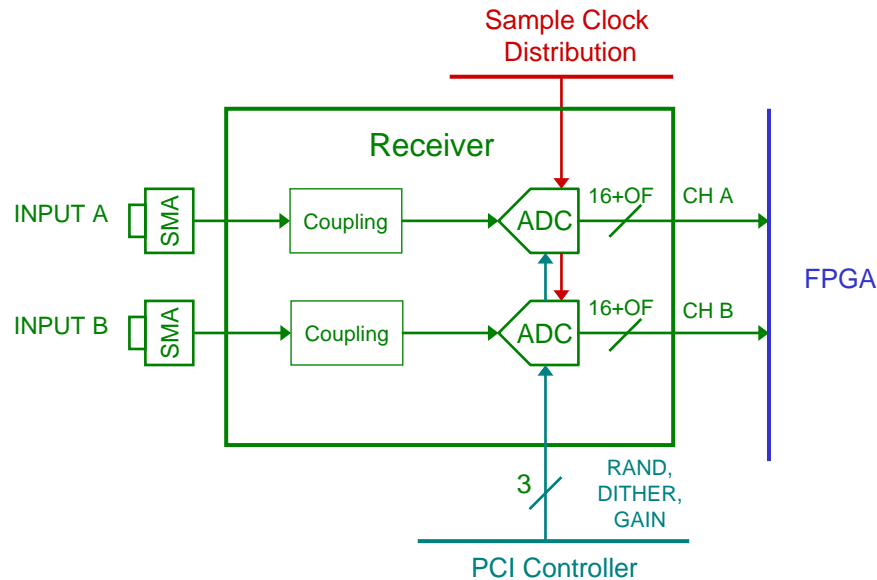 Sample Clock
Distribution
Receiver
INPUT A
SMA
Coupling
ADC
16+OF
CH A
FPGA
INPUT B
SMA
Coupling
ADC
16+OF
CH B
3
RAND,
DITHER,
GAIN
PCI Controller